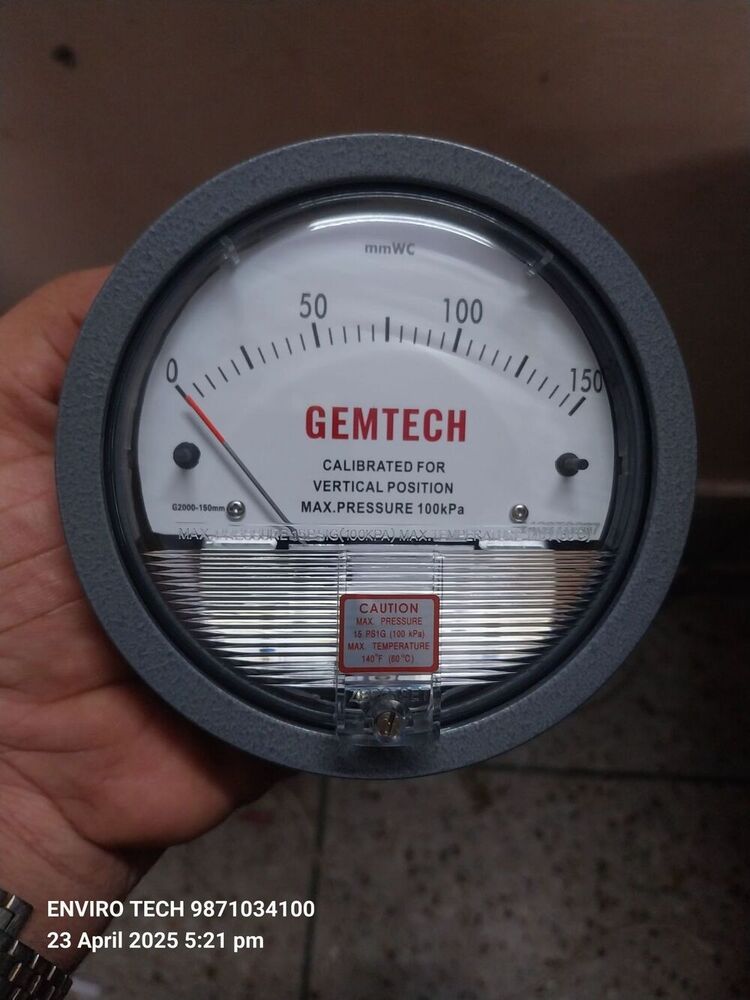 mmWC
0
50
100
150
GEMTECH
CALIBRATED FOR
VERTICAL POSITION
MAX.PRESSURE 100kPa
G2000-150mm
CAUTION
MAX. PRESSURE
15 PS1G (100 kPa)
MAX. TEMPERATURE
140°F (60°C)
ENVIRO TECH 9871034100
23 April 2025 5:21 pm